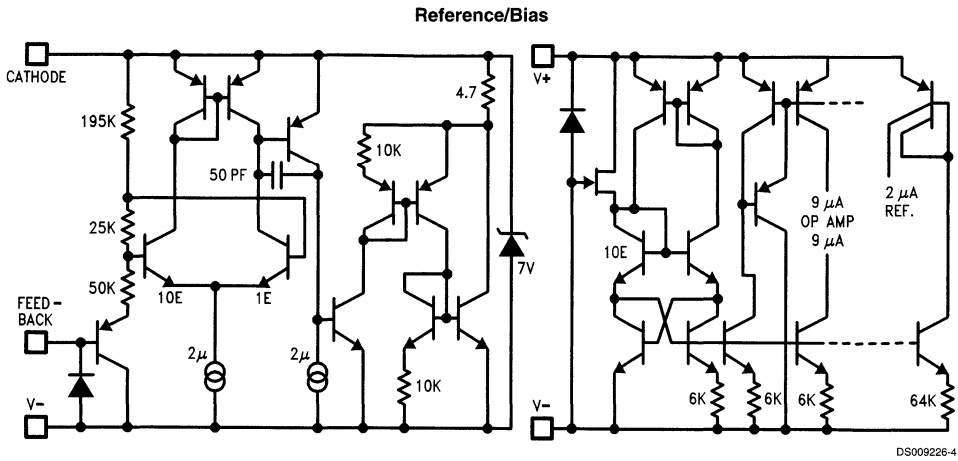 Reference/Bias
CATHODE
195K
25K
50K
FEED-
BACK
V-
10E
1E
50 PF
2μ
2μ
10K
10K
4.7
7V
V+
10E
V-
6K
6K
6K
9 μA
OP AMP
9 μA
2 μA
REF.
64K
DS009226-4